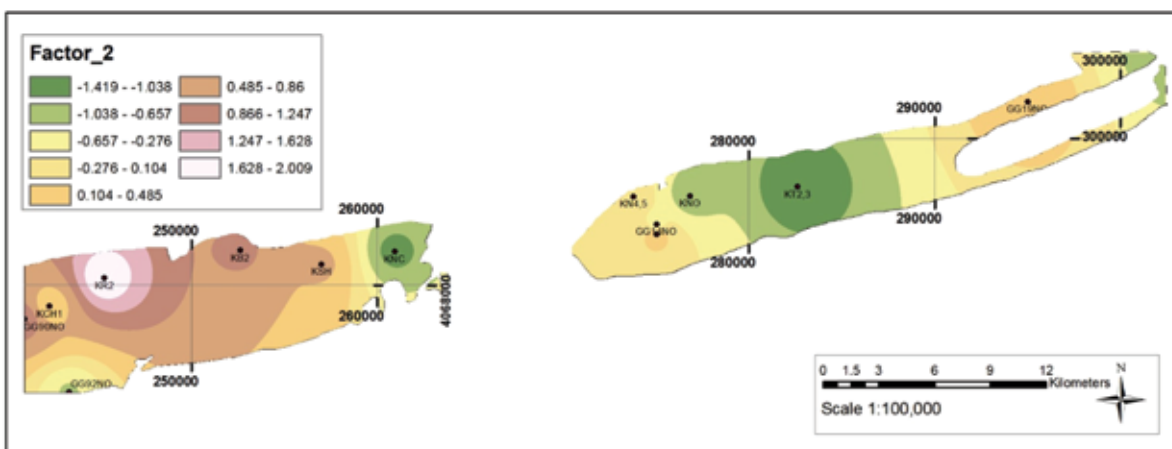 Factor_2
-1.419 - -1.038
-1.038 - -0.657
-0.657 - -0.276
-0.276 - 0.104
0.104 - 0.485
0.485 - 0.86
0.866 - 1.247
1.247 - 1.628
1.628 - 2.009
300000
290000
GG19NO
300000
280000
KT2,3
KN4,5
KNO
290000
260000
280000
250000
KB2
KNC
KSH
KR2
4068000
KCH1
260000
GG90NO
250000
GG92NO
0 1.5 3 6 9 12
Kilometers
N
Scale 1:100,000